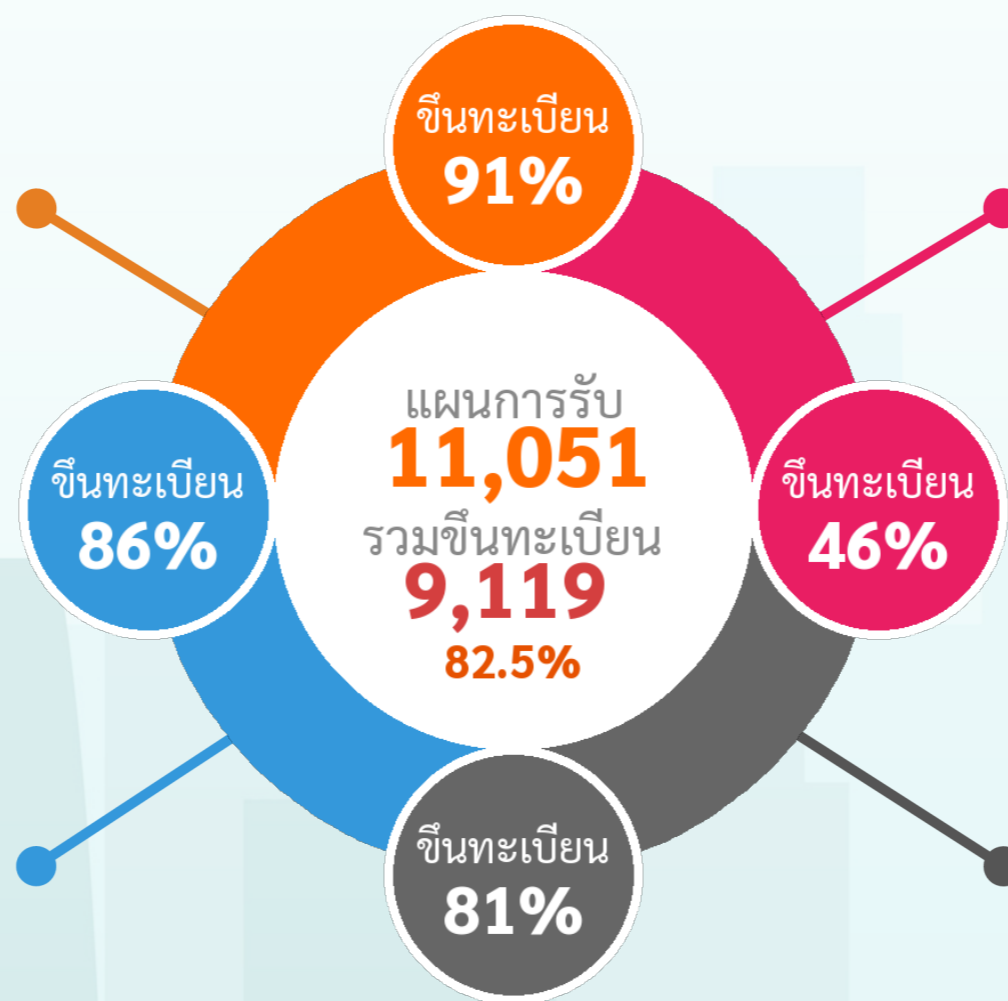 ขึ้นทะเบียน
91%
แผนการรับ
11,051
รวมขึ้นทะเบียน
9,119
82.5%
ขึ้นทะเบียน
86%
ขึ้นทะเบียน
46%
ขึ้นทะเบียน
81%